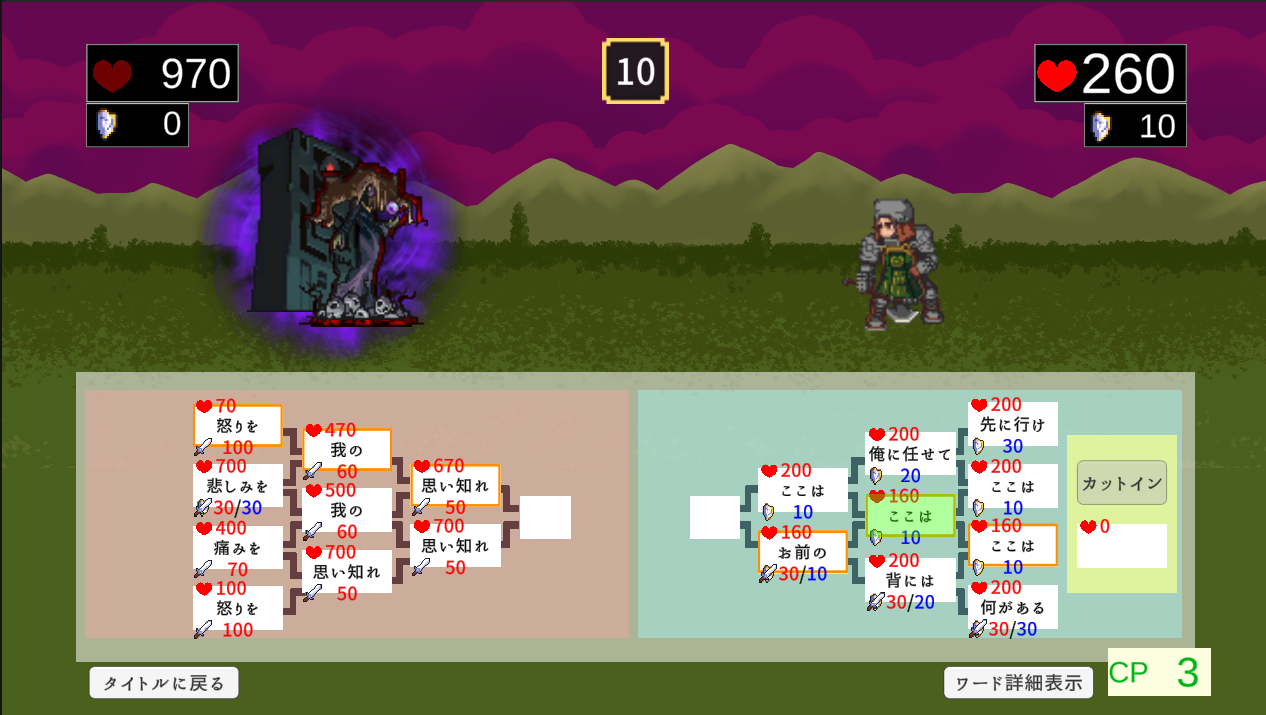 970
10
260
0
10
70
怒りを
100
700
悲しみを
30/30
400
痛みを
70
100
怒りを
100
470
我の
60
500
我の
60
700
思い知れ
50
670
思い知れ
50
700
思い知れ
50
200
ここは
10
160
お前の
30/10
200
俺に任せて
20
160
ここは
10
200
背には
30/20
200
先に行け
30
200
ここは
10
160
ここは
10
200
何がある
30/30
カットイン
0
タイトルに戻る
ワード詳細表示
CP 3